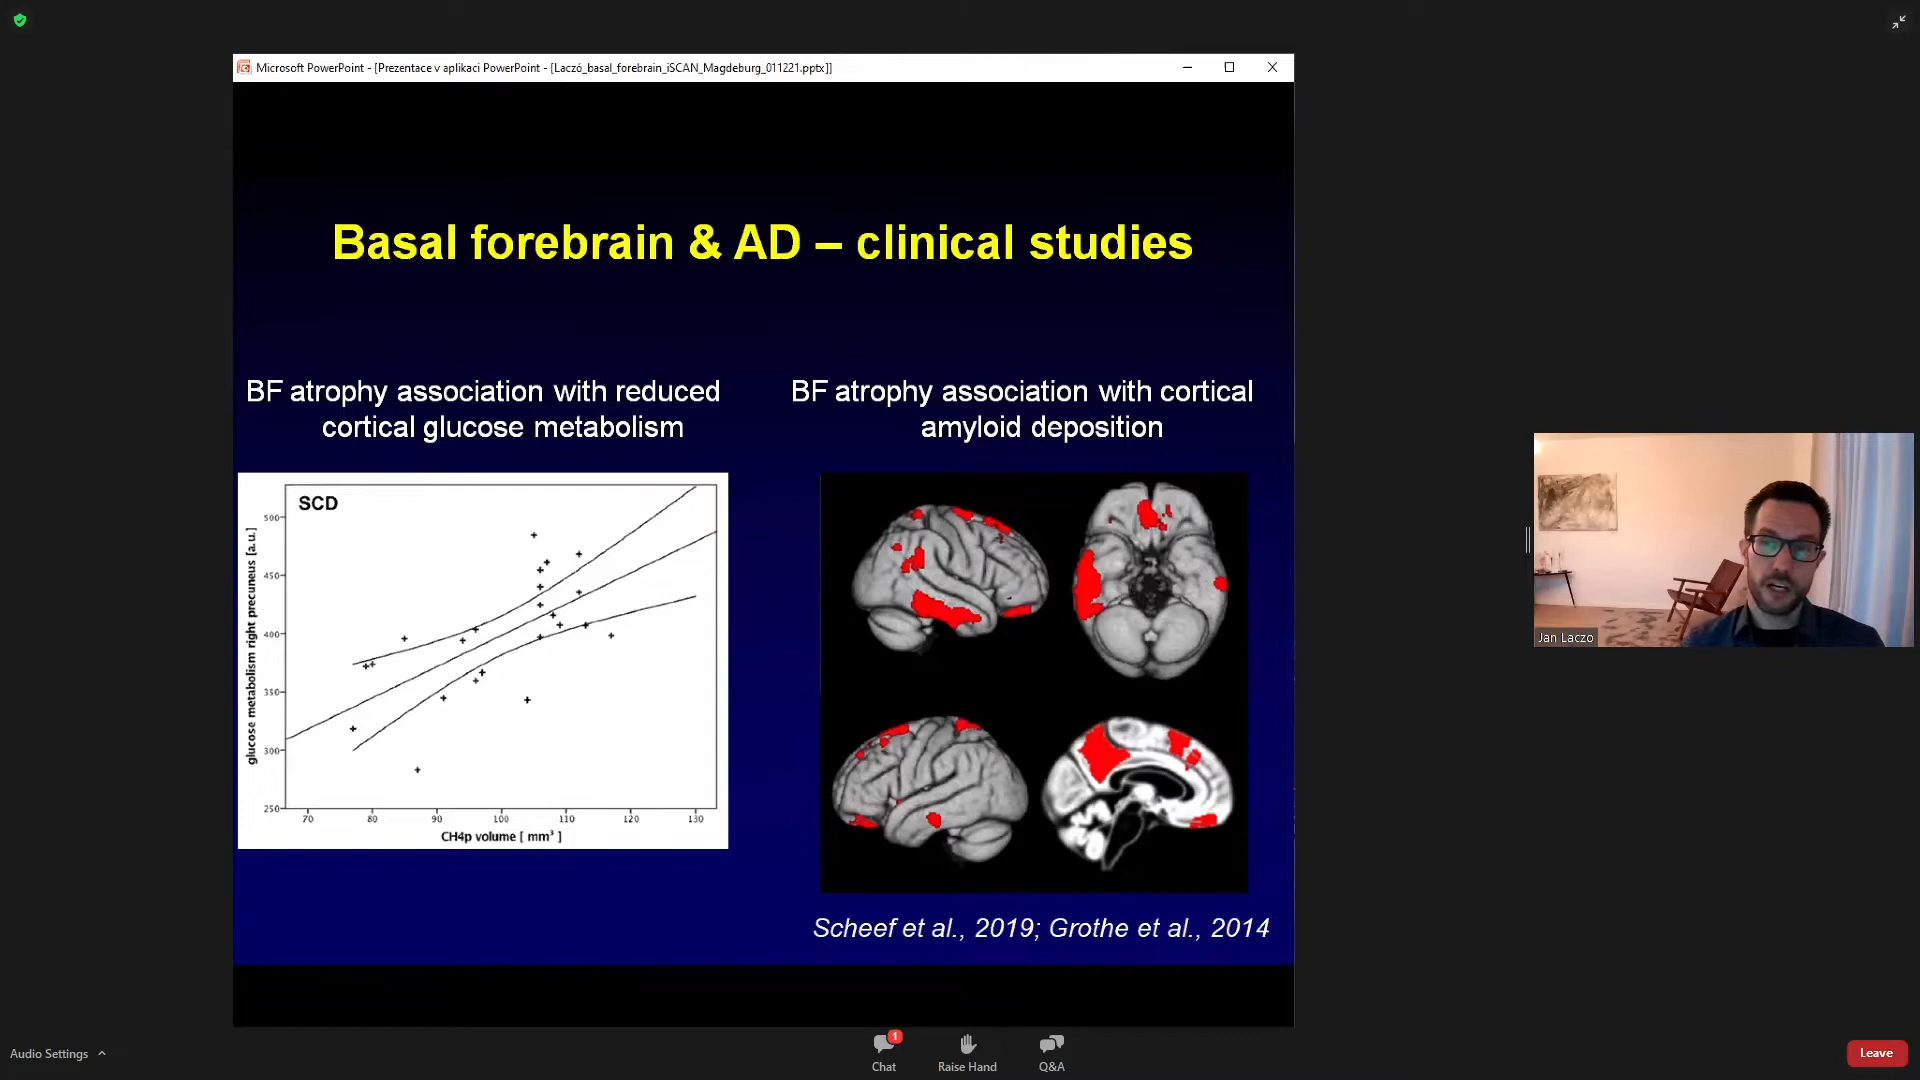 Microsoft PowerPoint - [Prezentace v aplikaci PowerPoint - [Laczó_basal_forebrain_iSCAN_Magdeburg_011221.pptx]]
Basal forebrain & AD – clinical studies
BF atrophy association with reduced
cortical glucose metabolism
BF atrophy association with cortical
amyloid deposition
SCD
glucose metabolism right precuneus [a.u.]
500
450
400
350
300
250
70 80 90 100 110 120 130
CH4p volume [ mm³ ]
Scheef et al., 2019; Grothe et al., 2014
Jan Laczo
Audio Settings
1
Chat
Raise Hand
Q&A
Leave